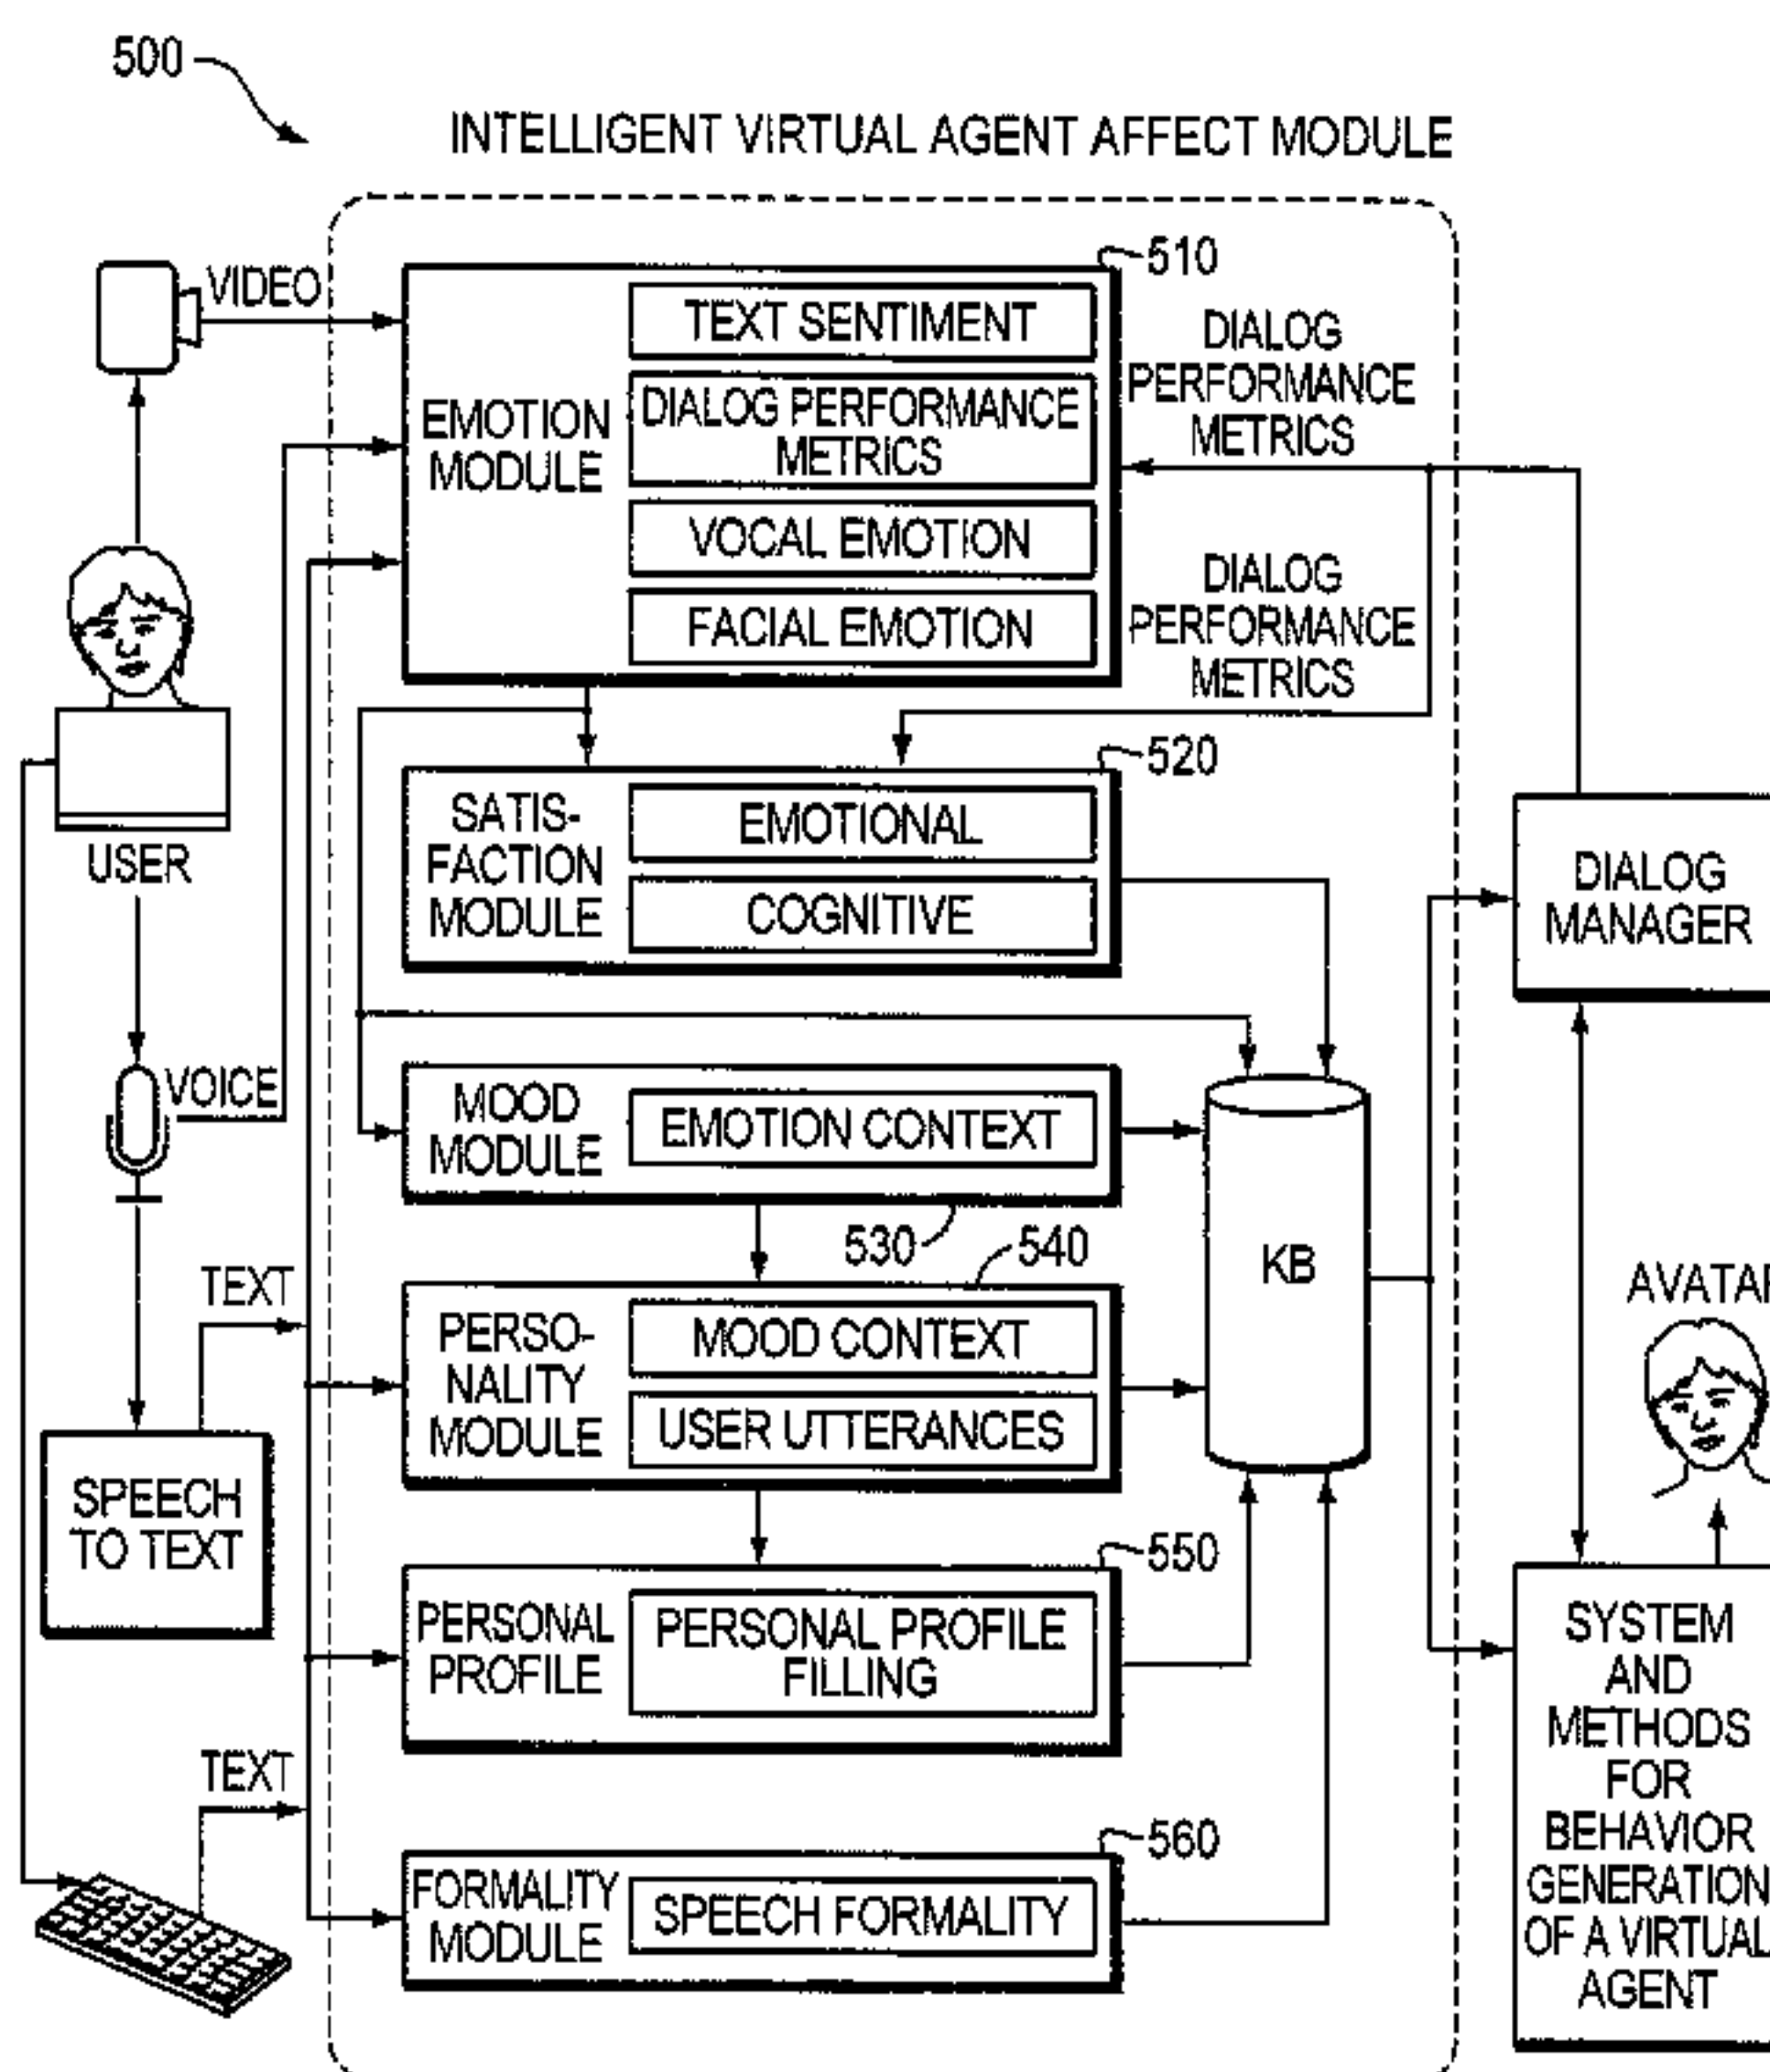 500
INTELLIGENT VIRTUAL AGENT AFFECT MODULE
VIDEO
510
EMOTION
MODULE
TEXT SENTIMENT
DIALOG PERFORMANCE
METRICS
VOCAL EMOTION
FACIAL EMOTION
DIALOG
PERFORMANCE
METRICS
DIALOG
PERFORMANCE
METRICS
USER
520
SATIS-
FACTION
MODULE
EMOTIONAL
COGNITIVE
DIALOG
MANAGER
VOICE
MOOD
MODULE
EMOTION CONTEXT
530
540
KB
TEXT
PERSO-
NALITY
MODULE
MOOD CONTEXT
USER UTTERANCES
AVATAR
SPEECH
TO TEXT
550
PERSONAL
PROFILE
PERSONAL PROFILE
FILLING
SYSTEM
AND
METHODS
FOR
BEHAVIOR
GENERATION
OF A VIRTUAL
AGENT
TEXT
560
FORMALITY
MODULE
SPEECH FORMALITY